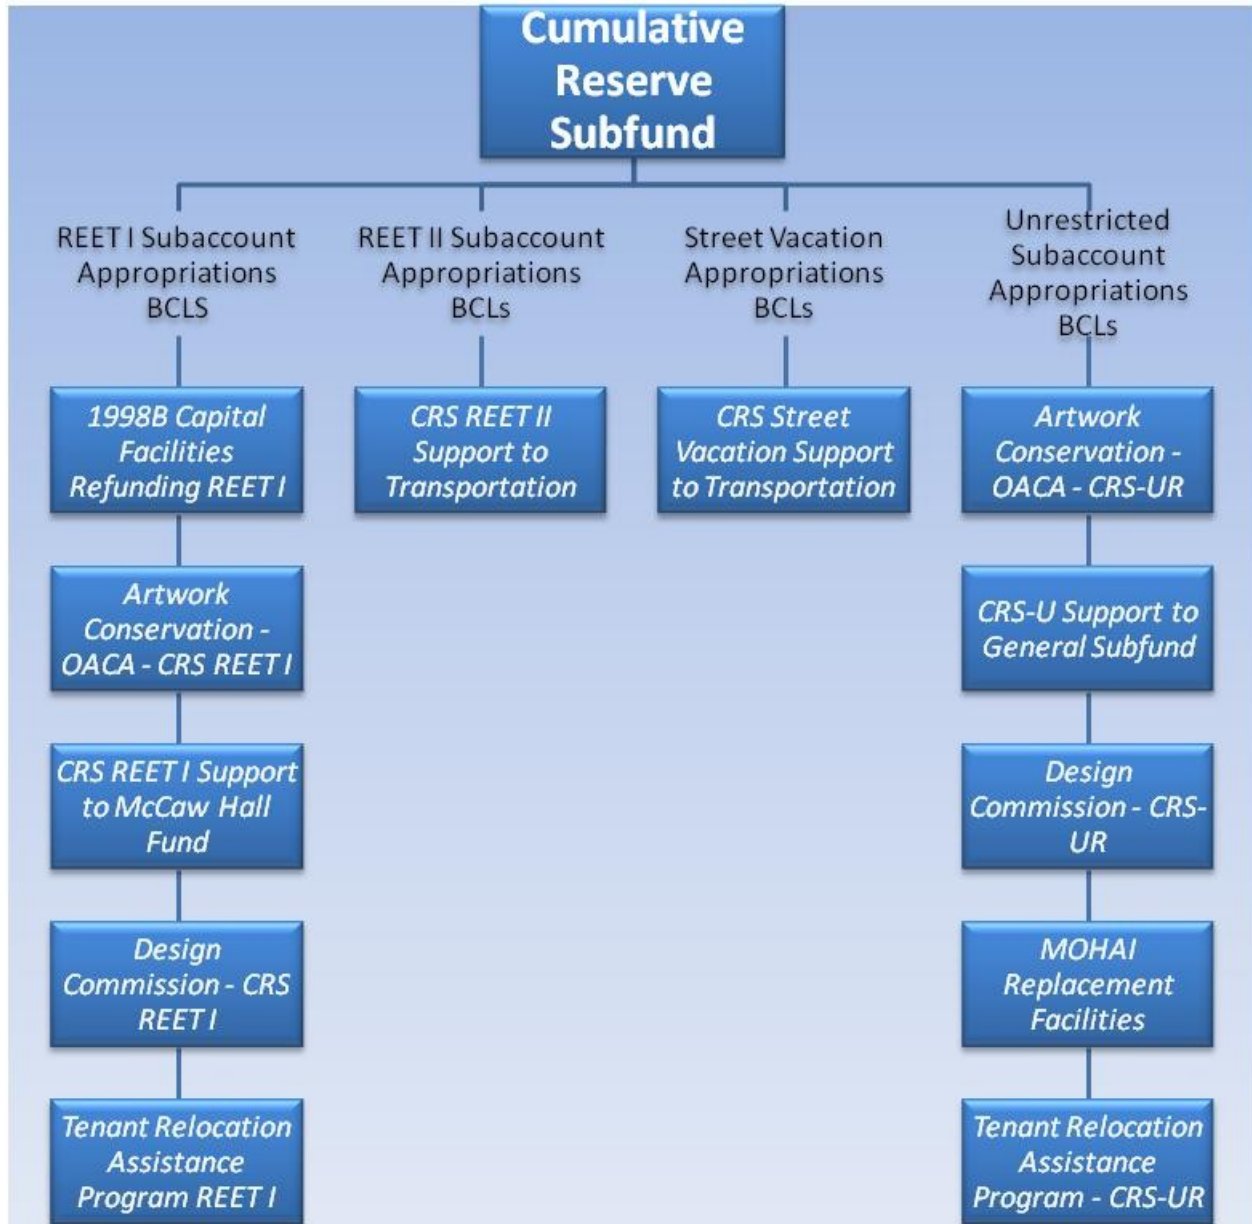 Cumulative
Reserve
Subfund
REET I Subaccount
Appropriations
BCLS
REET II Subaccount
Appropriations
BCLs
Street Vacation
Appropriations
BCLs
Unrestricted
Subaccount
Appropriations
BCLs
1998B Capital
Facilities
Refunding REET I
Artwork
Conservation -
OACA - CRS REET I
CRS REET I Support
to McCaw Hall
Fund
Design
Commission - CRS
REET I
Tenant Relocation
Assistance
Program REET I
CRS REET II
Support to
Transportation
CRS Street
Vacation Support
to Transportation
Artwork
Conservation -
OACA - CRS-UR
CRS-U Support to
General Subfund
Design
Commission - CRS-
UR
MOHAI
Replacement
Facilities
Tenant Relocation
Assistance
Program - CRS-UR